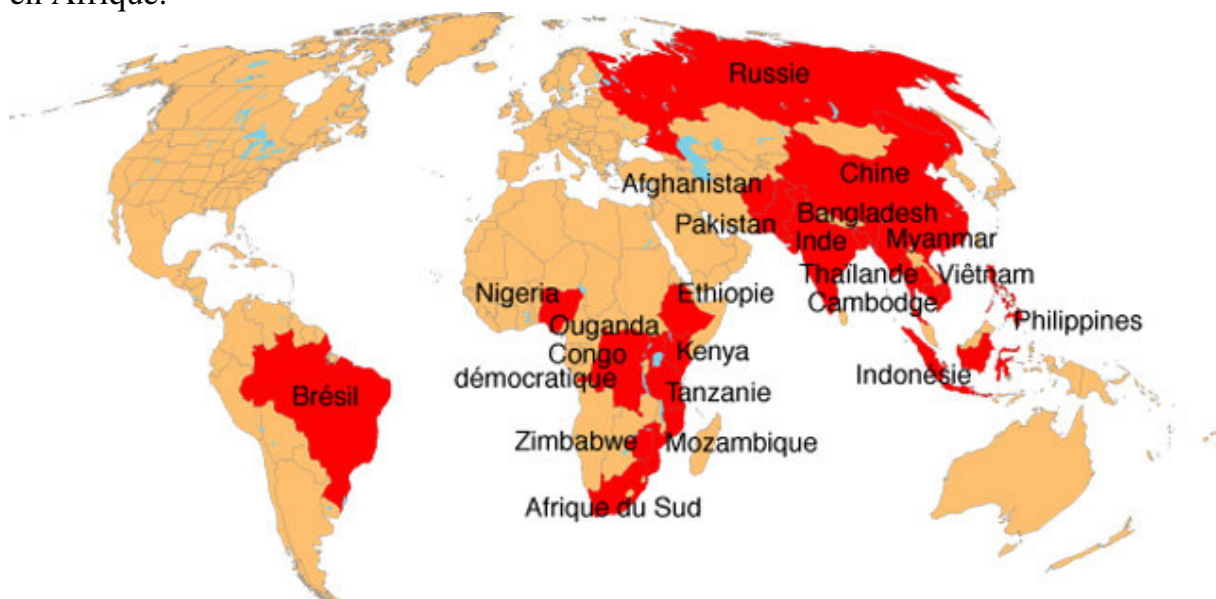 en Afrique.
Russie
Chine
Afghanistan
Pakistan
Bangladesh
Inde
Myanmar
Thaïlande
Viêtnam
Cambodge
Philippines
Indonésie
Nigeria
Ethiopie
Ouganda
Congo
démocratique
Kenya
Tanzanie
Brésil
Zimbabwe
Mozambique
Afrique du Sud